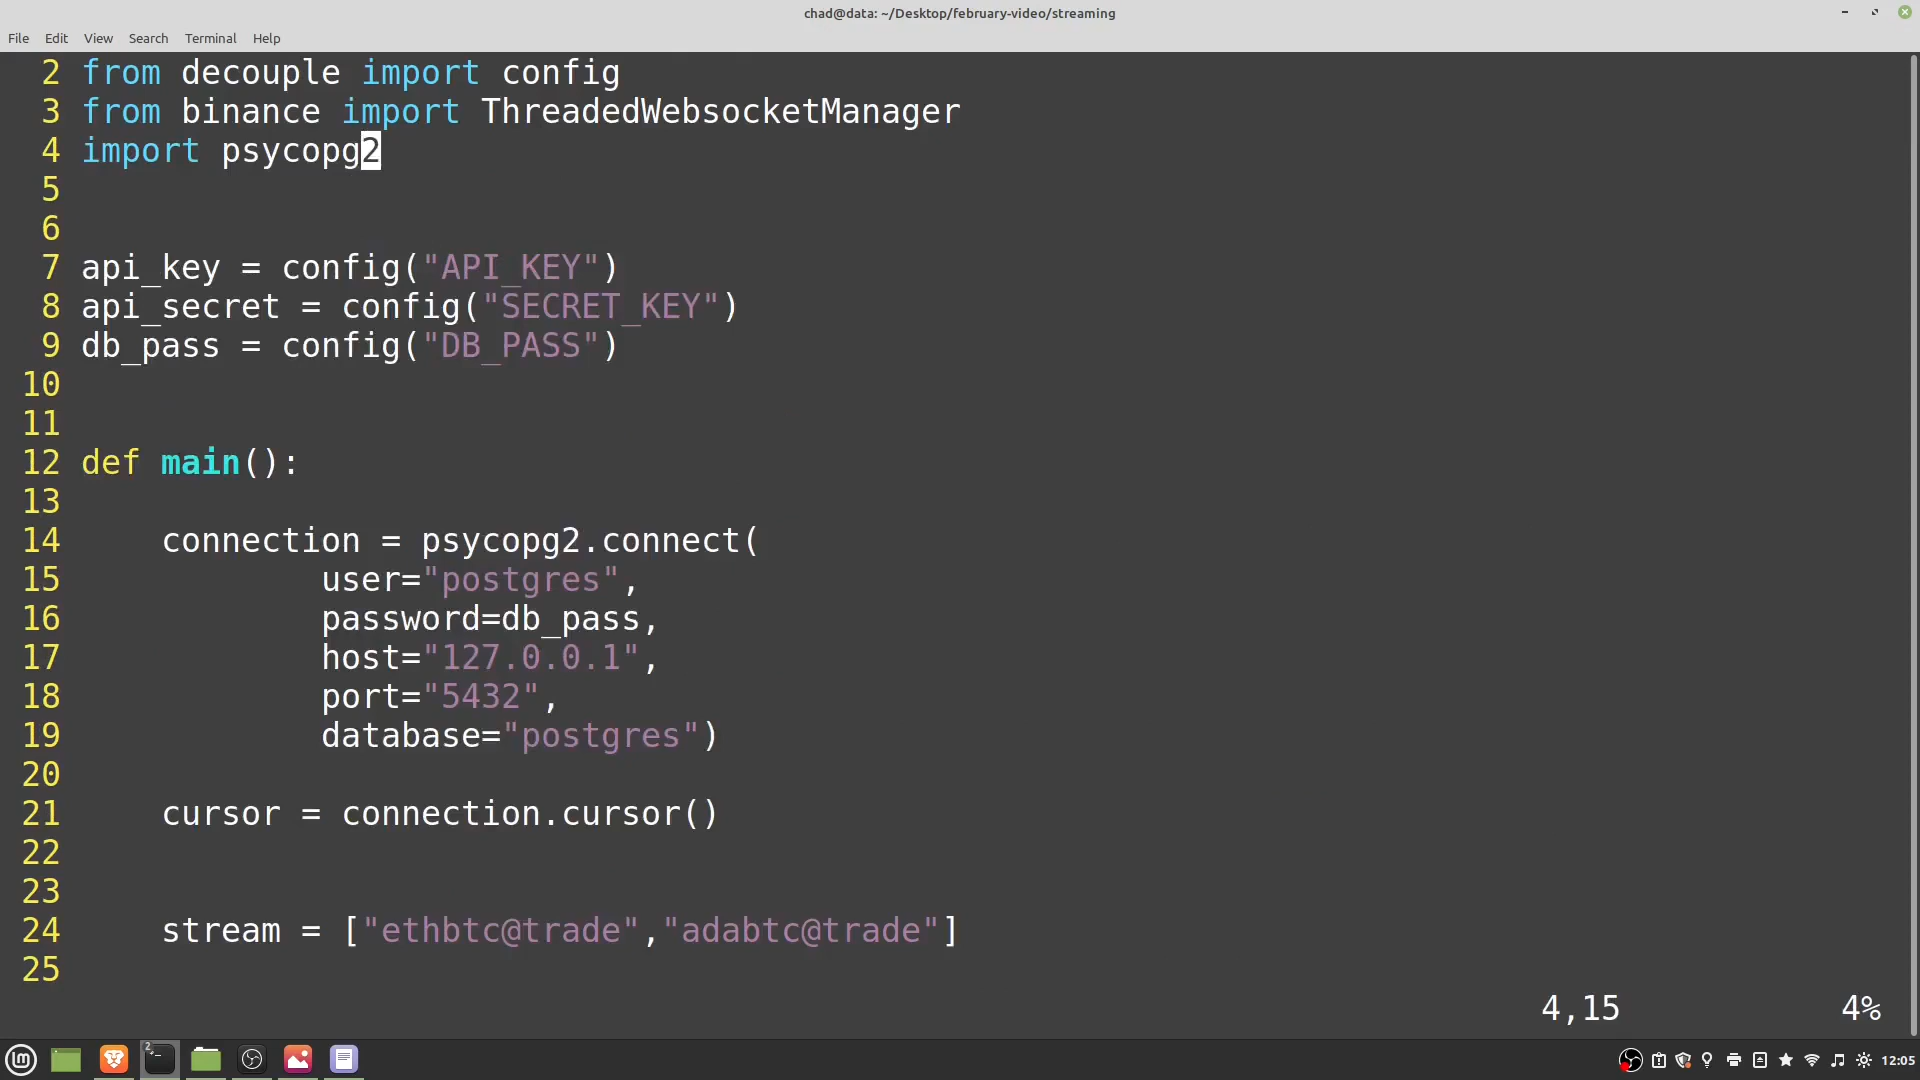 chad@data: ~/Desktop/february-video/streaming
File Edit View Search Terminal Help
2 from decouple import config
3 from binance import ThreadedWebsocketManager
4 import psycopg2
5
6
7 api_key = config("API_KEY")
8 api_secret = config("SECRET_KEY")
9 db_pass = config("DB_PASS")
10
11
12 def main():
13
14     connection = psycopg2.connect(
15             user="postgres",
16             password=db_pass,
17             host="127.0.0.1",
18             port="5432",
19             database="postgres")
20
21     cursor = connection.cursor()
22
23
24     stream = ["ethbtc@trade","adabtc@trade"]
25
4,15 4%
2
12:05